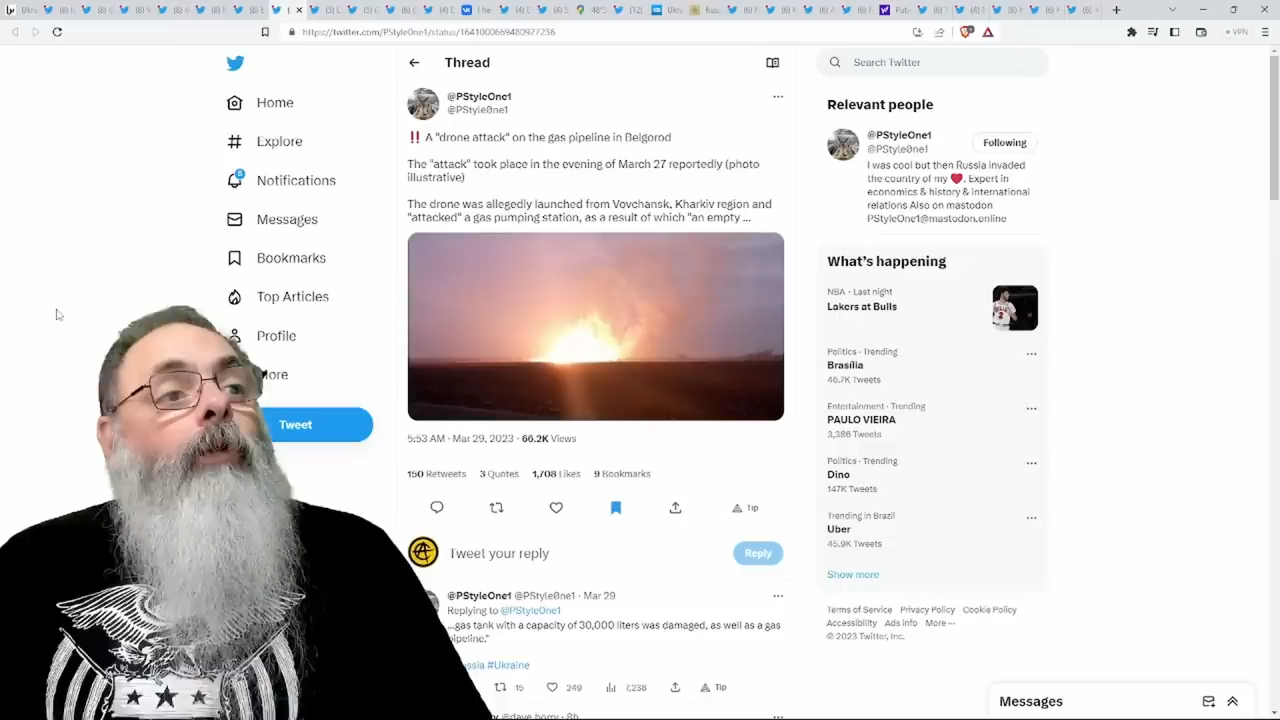 https://twitter.com/PStyleOne1/status/1641000669480927236
VPN
Home
Explore
6
Notifications
Messages
Bookmarks
Top Articles
Profile
More
Tweet
Thread
@PStyleOne1
@PStyle0ne1
‼ A "drone attack" on the gas pipeline in Belgorod
The "attack" took place in the evening of March 27 reportedly (photo
illustrative)
The drone was allegedly launched from Vovchansk, Kharkiv region and
"attacked" a gas pumping station, as a result of which "an empty ...
5:53 AM · Mar 29, 2023 · 66.2K Views
150 Retweets 3 Quotes 1,708 Likes 9 Bookmarks
Tip
Tweet your reply
Reply
@PStyleOne1 @PStyle0ne1 · Mar 29
Replying to @PStyle0ne1
...gas tank with a capacity of 30,000 liters was damaged, as well as a gas
pipeline."
#Ukraine
15 249 7,238 Tip
Search Twitter
Relevant people
@PStyleOne1
@PStyle0ne1
Following
I was cool but then Russia invaded
the country of my ❤. Expert in
economics & history & international
relations Also on mastodon
PStyleOne1@mastodon.online
What's happening
NBA · Last night
Lakers at Bulls
Politics · Trending
Brasília
46.7K Tweets
Entertainment · Trending
PAULO VIEIRA
3,386 Tweets
Politics · Trending
Dino
147K Tweets
Trending in Brazil
Uber
45.9K Tweets
Show more
Terms of Service Privacy Policy Cookie Policy
Accessibility Ads info More ···
© 2023 Twitter, Inc.
Messages